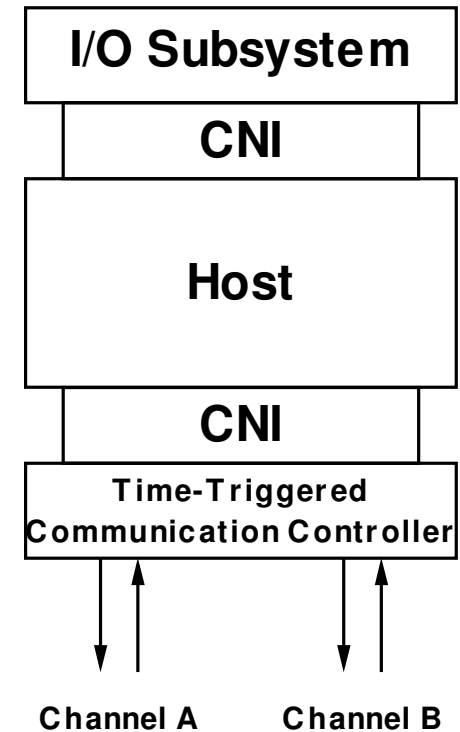 I/O Subsystem
CNI
Host
CNI
Time-Triggered
Communication Controller
Channel A Channel B